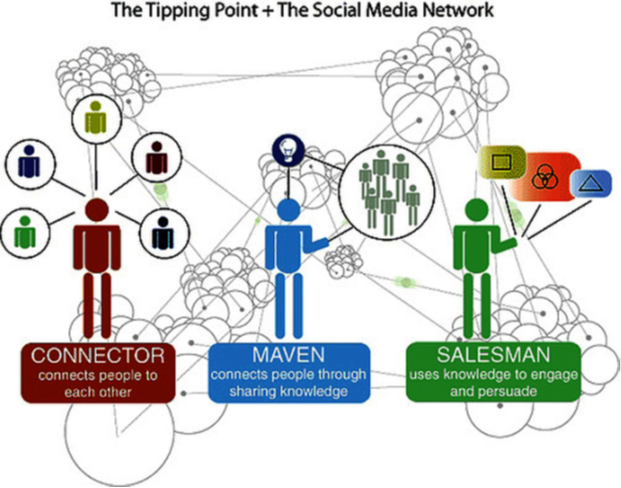 The Tipping Point + The Social Media Network
CONNECTOR
connects people to
each other
MAVEN
connects people through
sharing knowledge
SALESMAN
uses knowledge to engage
and persuade